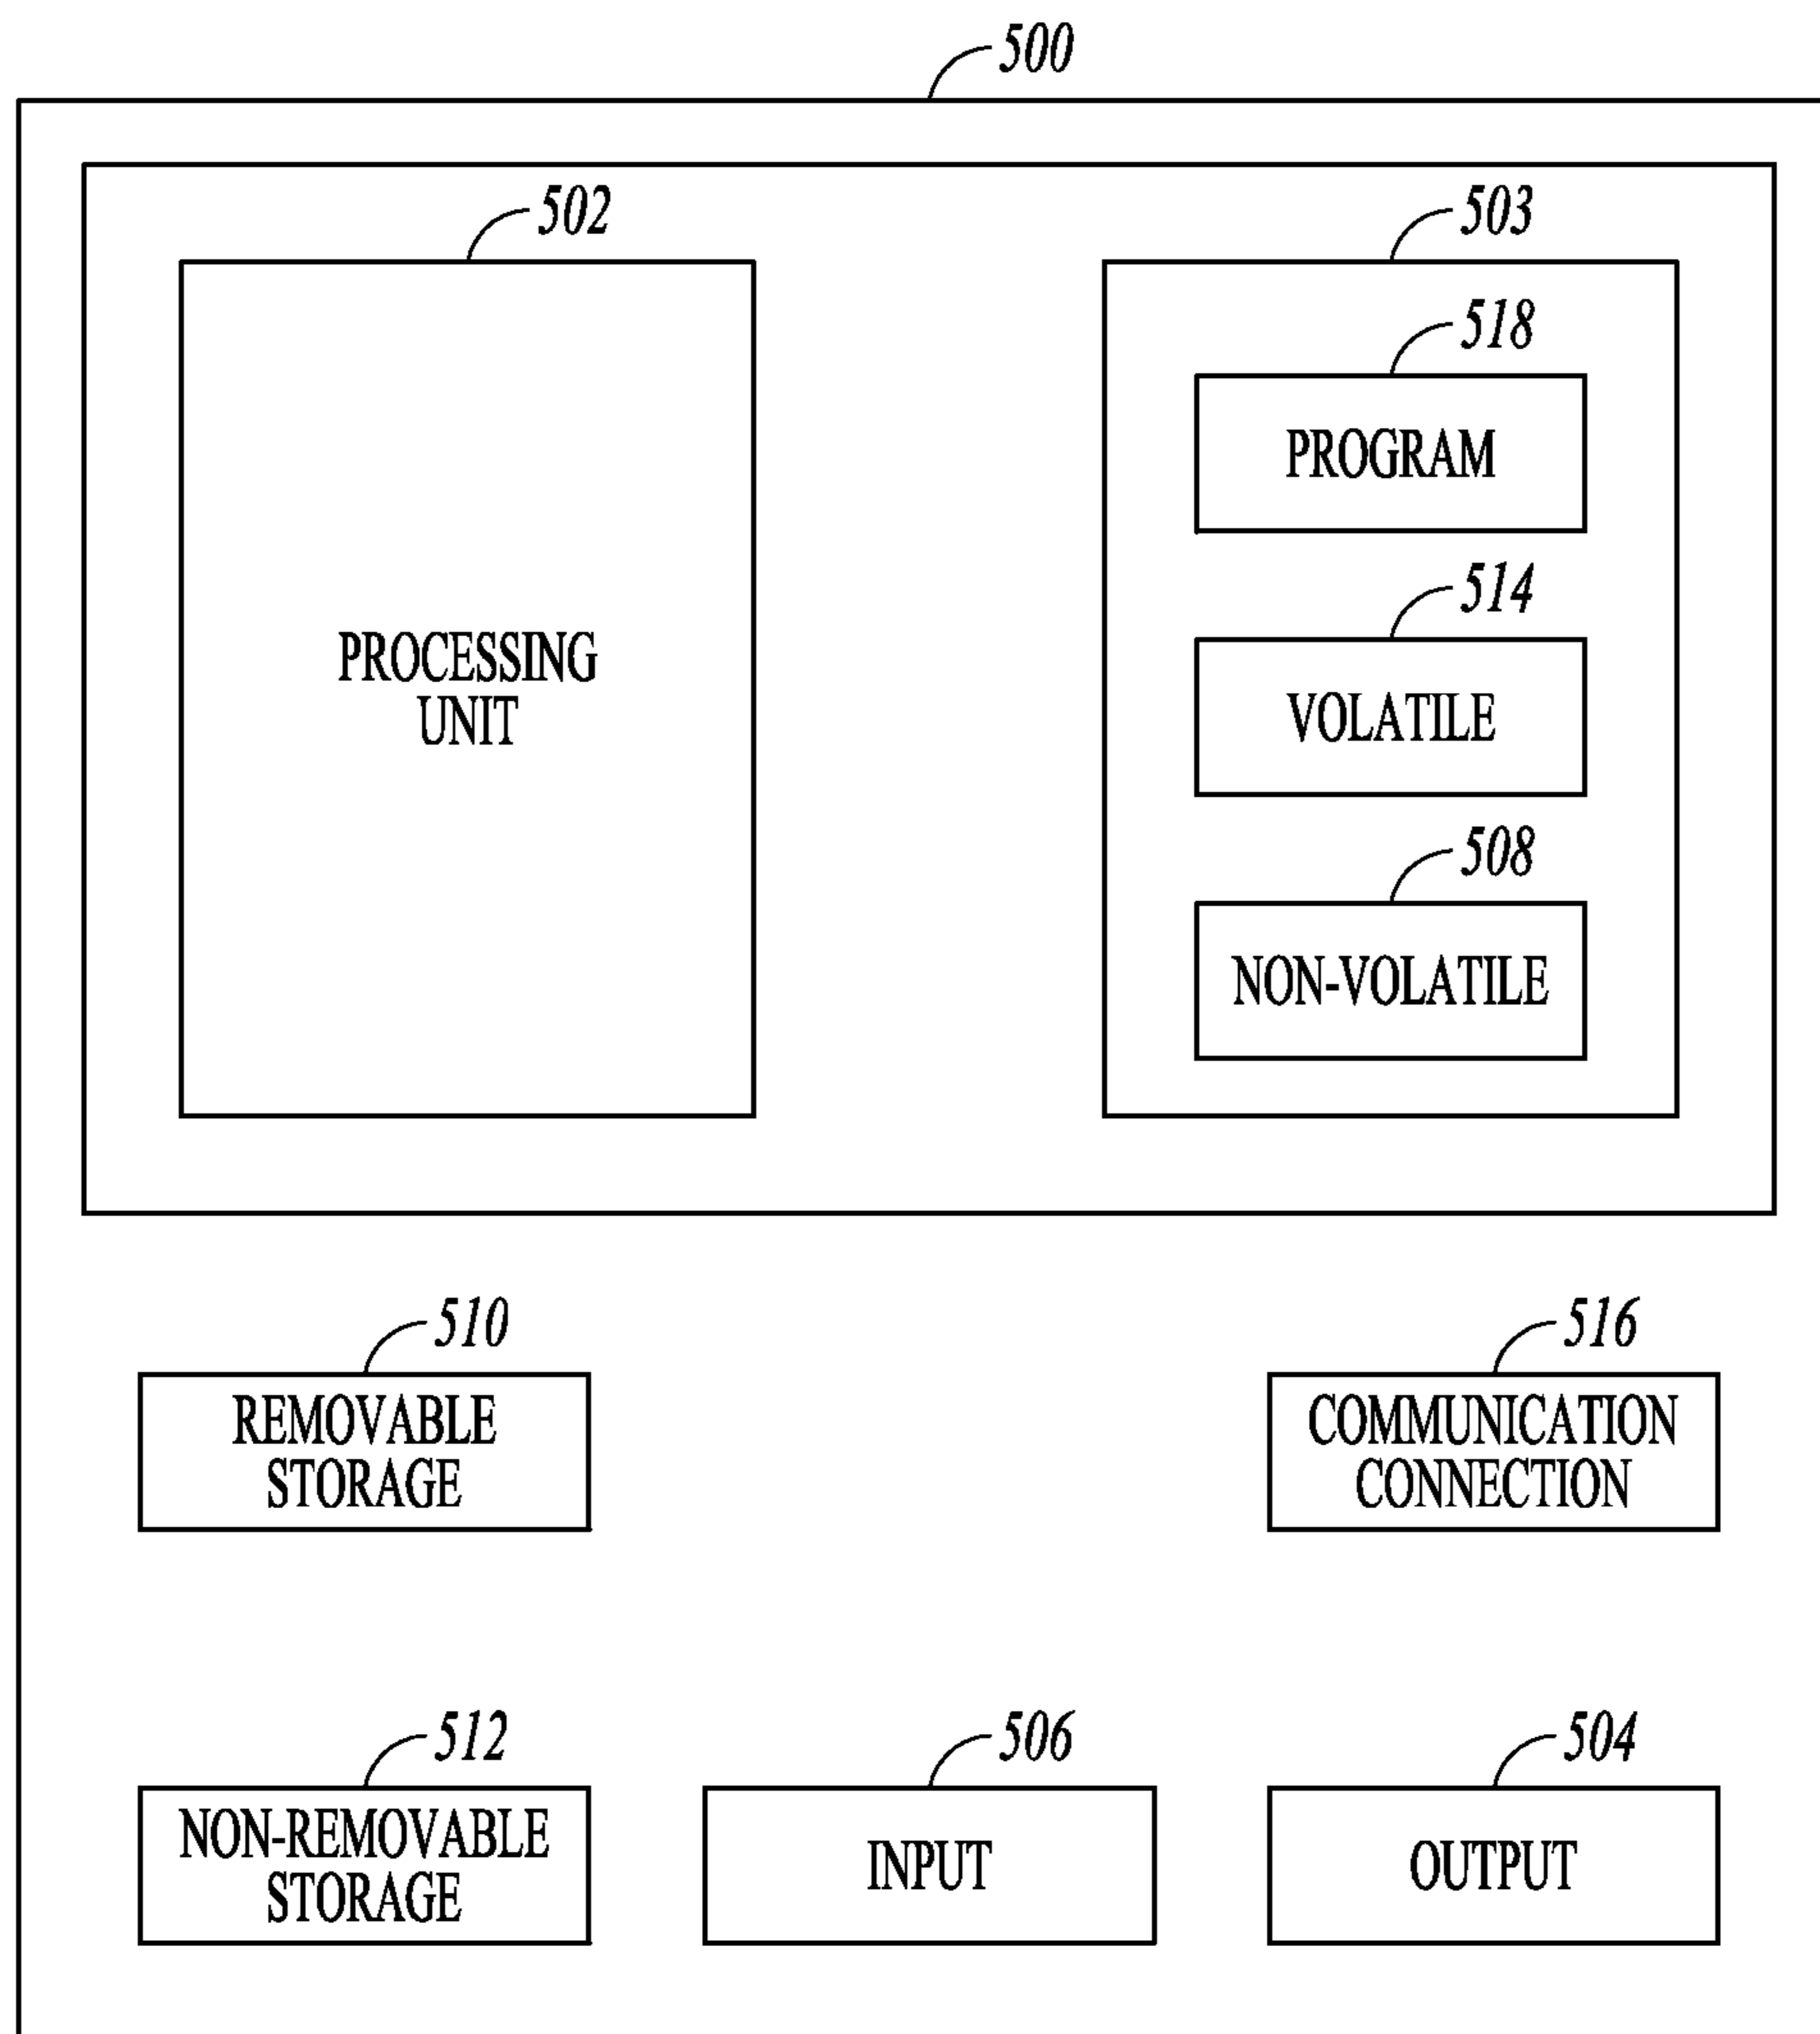 500
502
503
518
PROGRAM
514
PROCESSING
UNIT
VOLATILE
508
NON-VOLATILE
510
516
REMOVABLE
STORAGE
COMMUNICATION
CONNECTION
512
506
504
NON-REMOVABLE
STORAGE
INPUT
OUTPUT